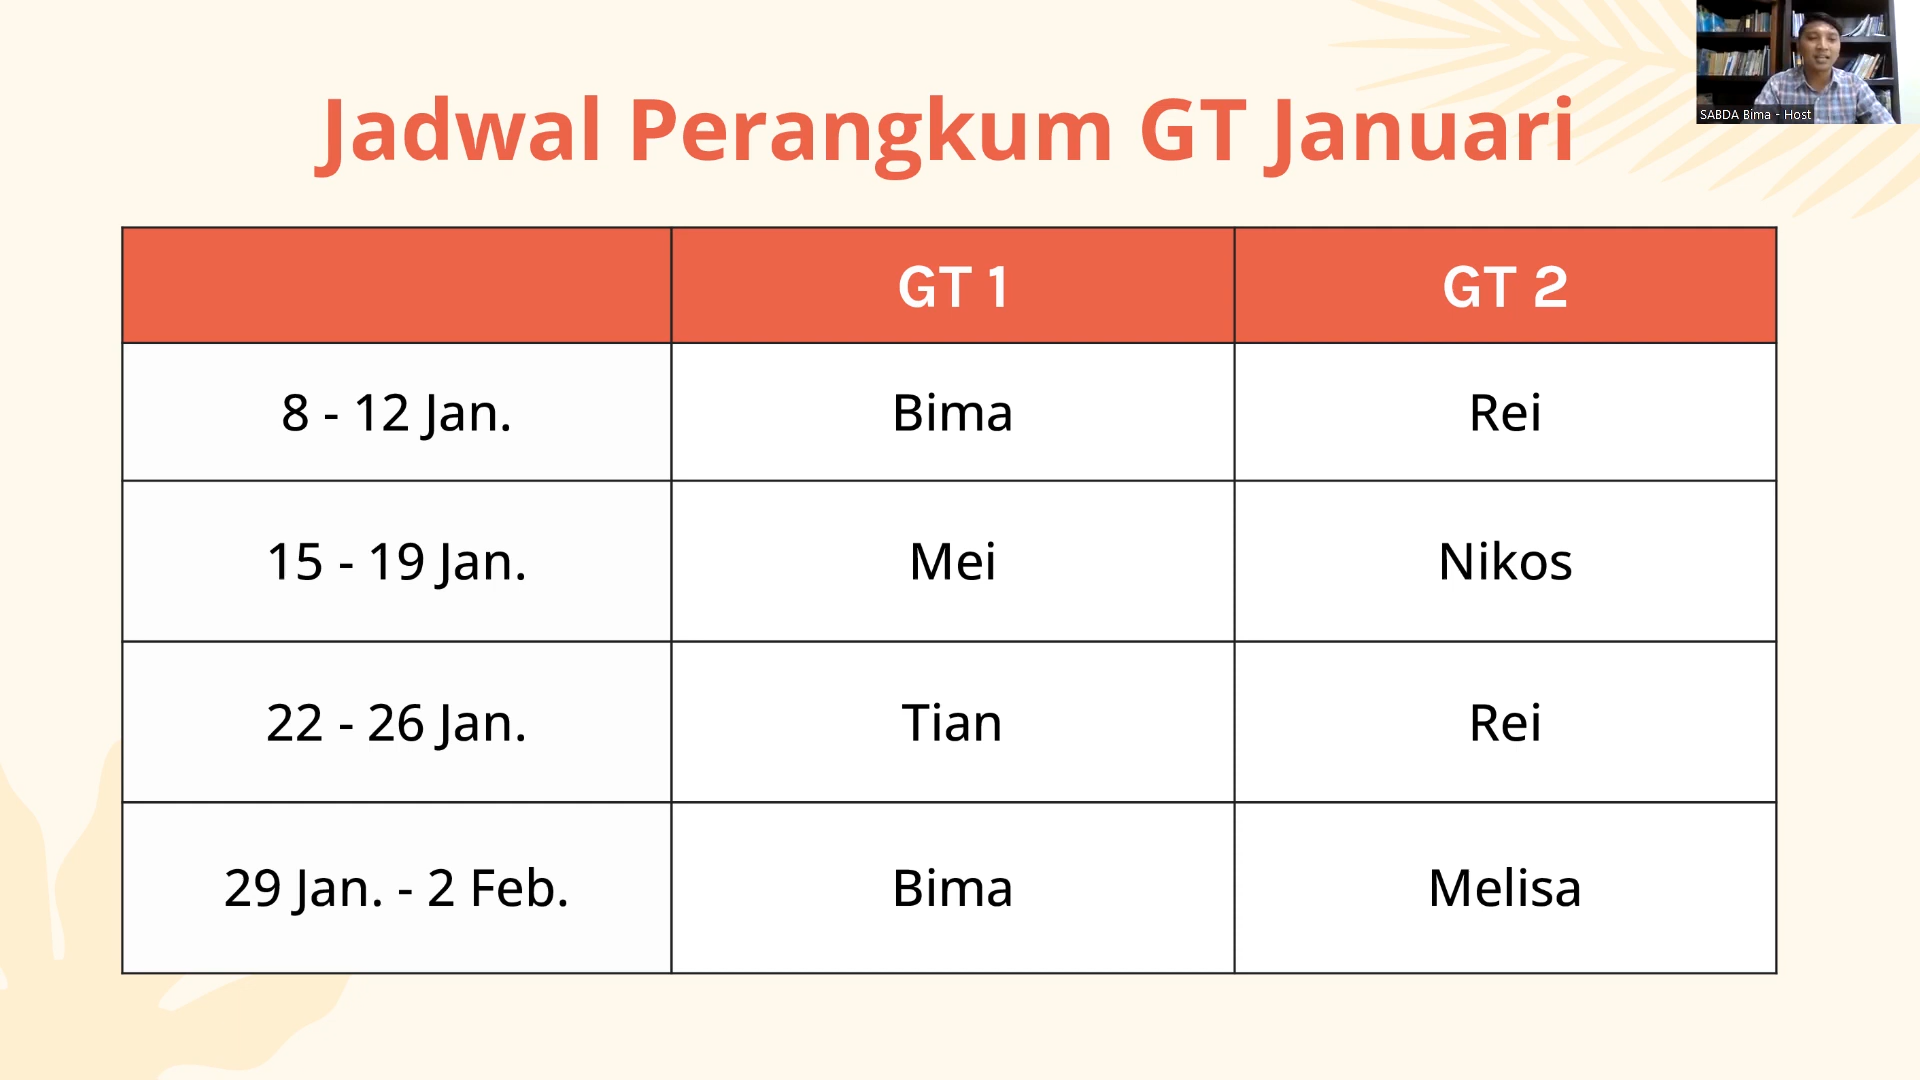 Jadwal Perangkum GT Januari
SABDA Bima - Host
GT 1 GT 2
8 - 12 Jan. Bima Rei
15 - 19 Jan. Mei Nikos
22 - 26 Jan. Tian Rei
29 Jan. - 2 Feb. Bima Melisa